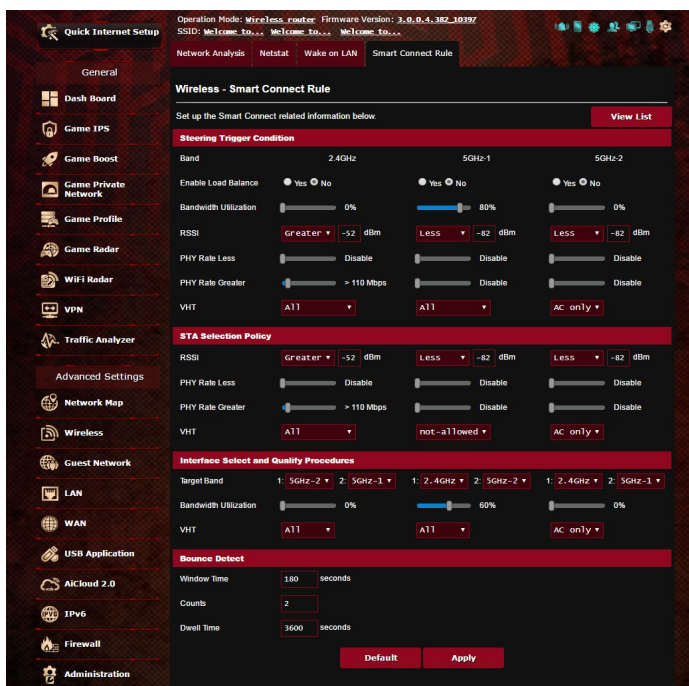 Quick Internet Setup
General
Dash Board
Game IPS
Game Boost
Game Private
Network
Game Profile
Game Radar
WiFi Radar
VPN
Traffic Analyzer
Advanced Settings
Network Map
Wireless
Guest Network
LAN
WAN
USB Application
AiCloud 2.0
IPv6
Firewall
Administration
Operation Mode: Wireless router Firmware Version: 3.0.0.4.382_10397
SSID: Welcome to... Welcome to... Welcome to...
Network Analysis Netstat Wake on LAN Smart Connect Rule
Wireless - Smart Connect Rule
Set up the Smart Connect related information below. View List
Steering Trigger Condition
Band 2.4GHz 5GHz-1 5GHz-2
Enable Load Balance Yes No Yes No Yes No
Bandwidth Utilization 0% 80% 0%
RSSI Greater -52 dBm Less -82 dBm Less -82 dBm
PHY Rate Less Disable Disable Disable
PHY Rate Greater > 110 Mbps Disable Disable
VHT All All AC only
STA Selection Policy
RSSI Greater -52 dBm Less -82 dBm Less -82 dBm
PHY Rate Less Disable Disable Disable
PHY Rate Greater > 110 Mbps Disable Disable
VHT All not-allowed AC only
Interface Select and Quality Procedures
Target Band 1: 5GHz-2 2: 5GHz-1 1: 2.4GHz 2: 5GHz-2 1: 2.4GHz 2: 5GHz-1
Bandwidth Utilization 0% 60% 0%
VHT All All AC only
Bounce Detect
Window Time 180 seconds
Counts 2
Dwell Time 3600 seconds
Default Apply